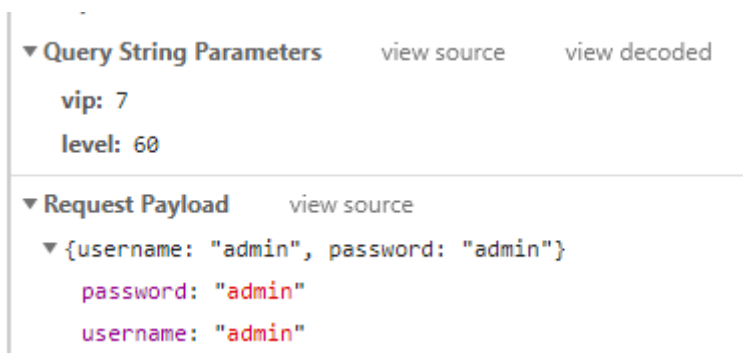 Query String Parameters view source view decoded
vip: 7
level: 60
Request Payload view source
{username: "admin", password: "admin"}
password: "admin"
username: "admin"